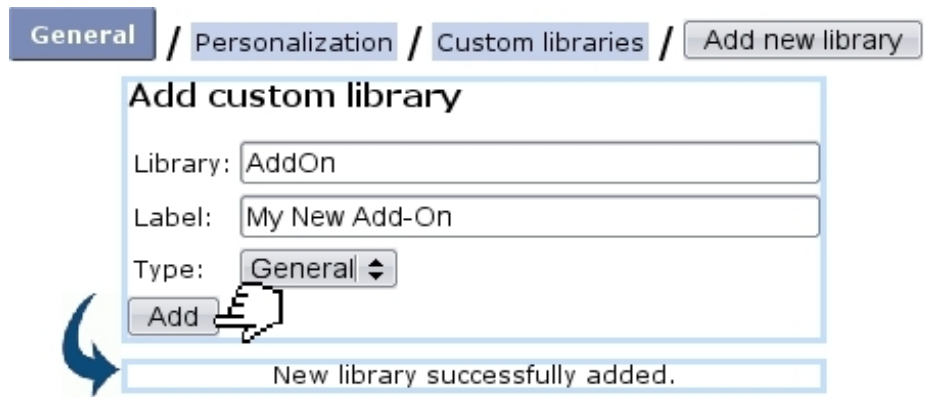 General / Personalization / Custom libraries / Add new library
Add custom library
Library: AddOn
Label: My New Add-On
Type: General
Add
New library successfully added.